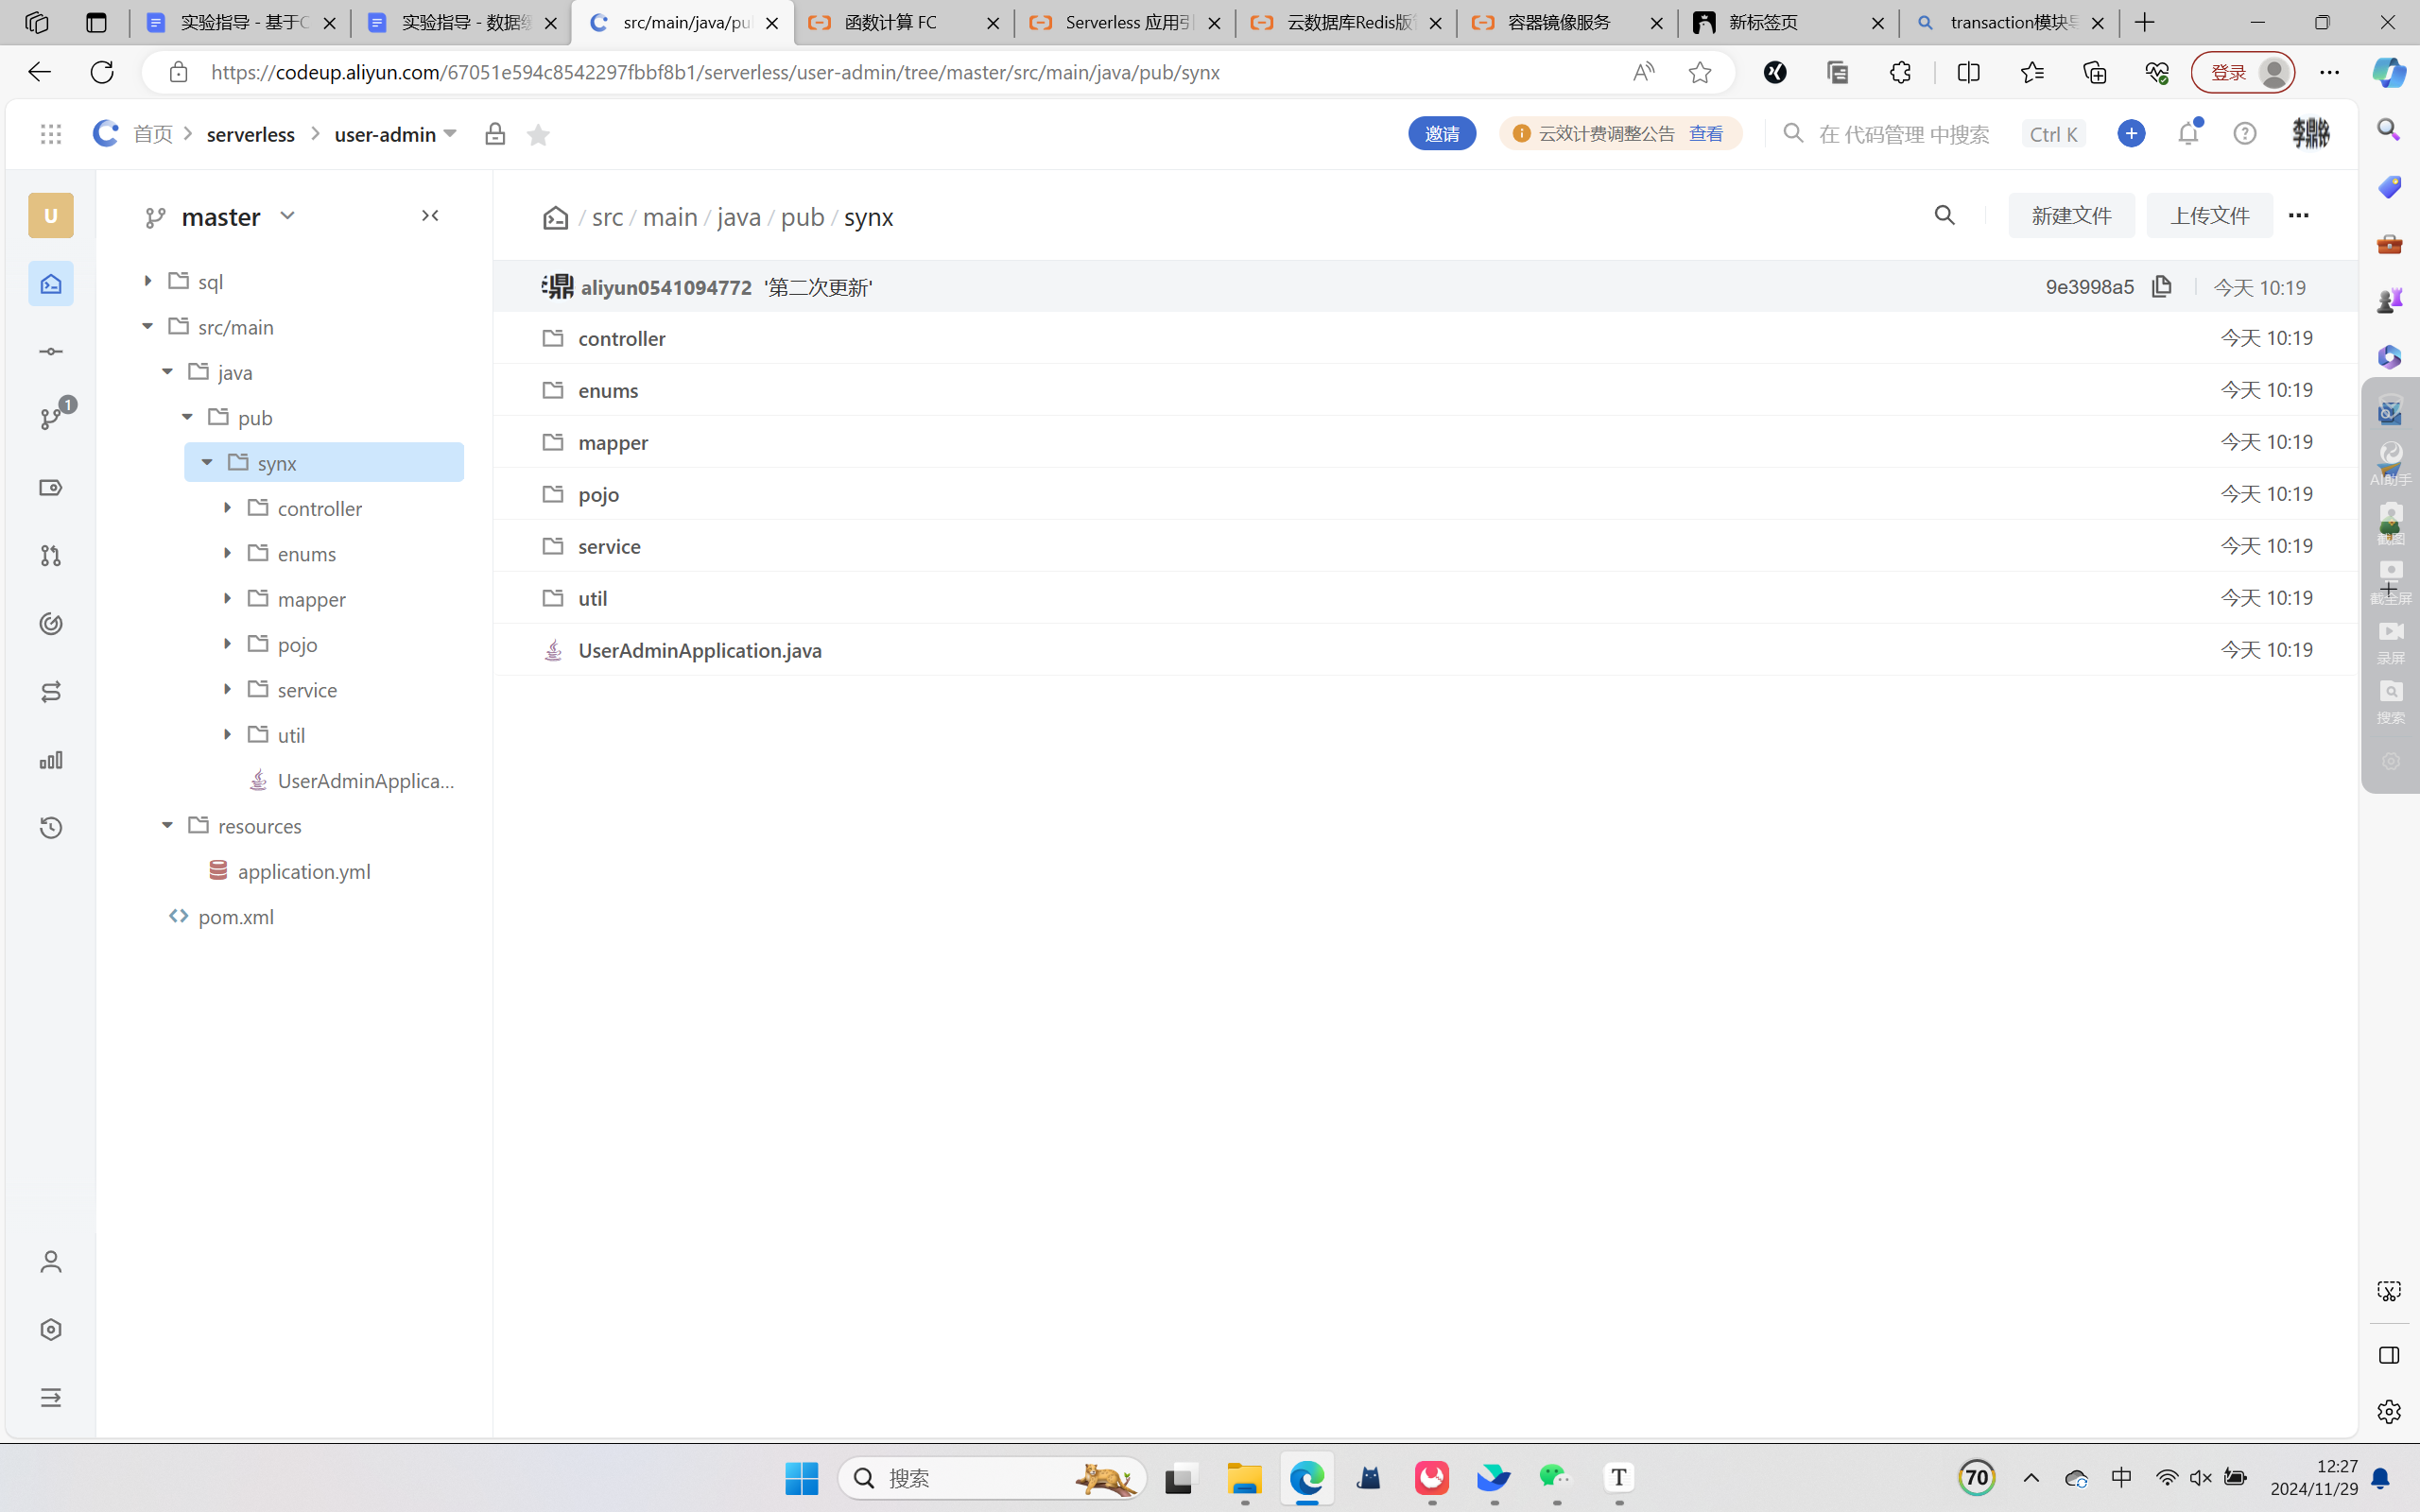 实验指导 - 基于C
实验指导 - 数据
src/main/java/pu
函数计算 FC
Serverless 应用引
云数据库Redis版
容器镜像服务
新标签页
transaction模块
https://codeup.aliyun.com/67051e594c8542297fbbf8b1/serverless/user-admin/tree/master/src/main/java/pub/synx
登录
首页
serverless
user-admin
邀请
云效计费调整公告 查看
在 代码管理 中搜索
Ctrl K
李鼎铭
U
master
/ src / main / java / pub / synx
新建文件
上传文件
aliyun0541094772 '第二次更新'
9e3998a5
今天 10:19
controller 今天 10:19
enums 今天 10:19
mapper 今天 10:19
pojo 今天 10:19
service 今天 10:19
util 今天 10:19
UserAdminApplication.java 今天 10:19
sql
src/main
java
1
pub
synx
controller
enums
mapper
pojo
service
util
UserAdminApplica...
resources
application.yml
pom.xml
AI助手
截图
截全屏
录屏
搜索
搜索
T
70
中
12:27
2024/11/29